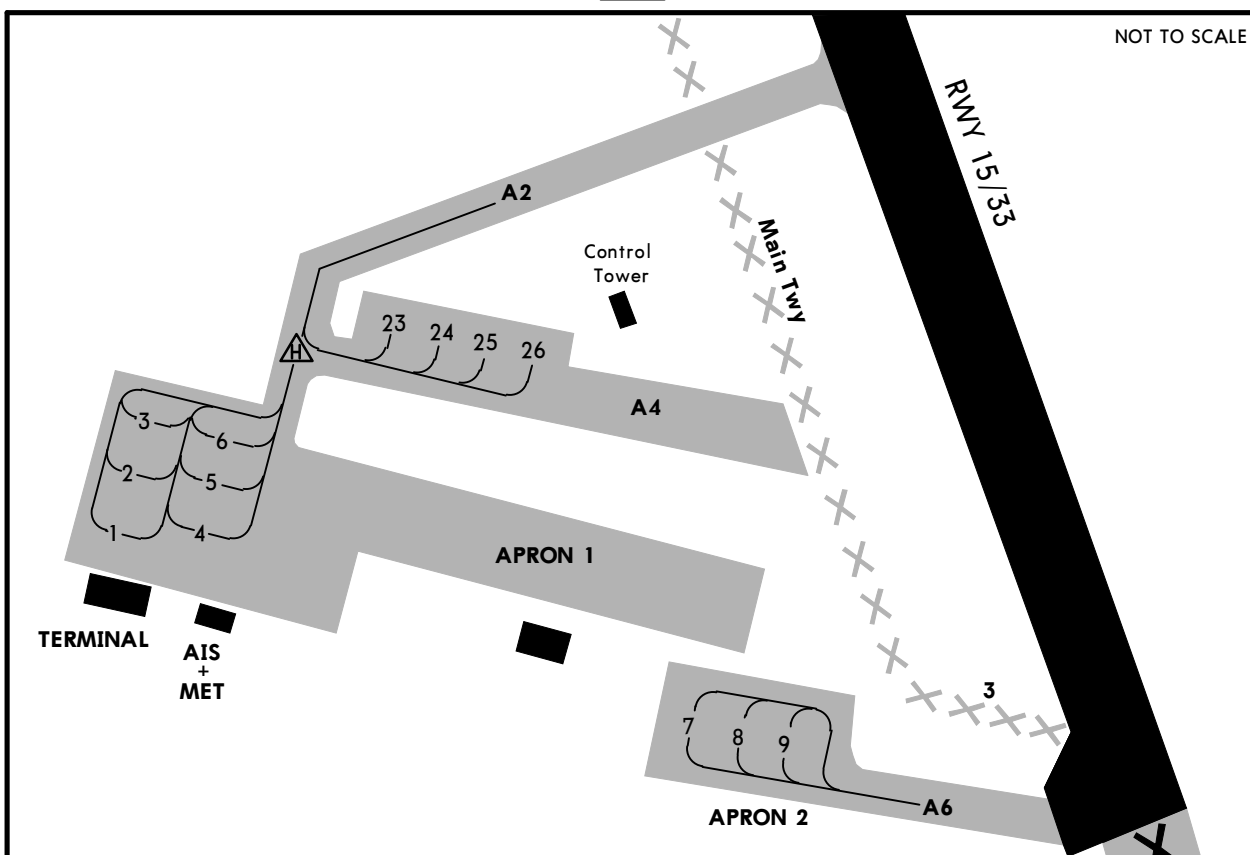 NOT TO SCALE
RWY 15/33
A2
Main Twy
Control
Tower
23
24
25
26
H
A4
3
6
2
5
1
4
APRON 1
TERMINAL
AIS
+
MET
3
7
8
9
A6
APRON 2